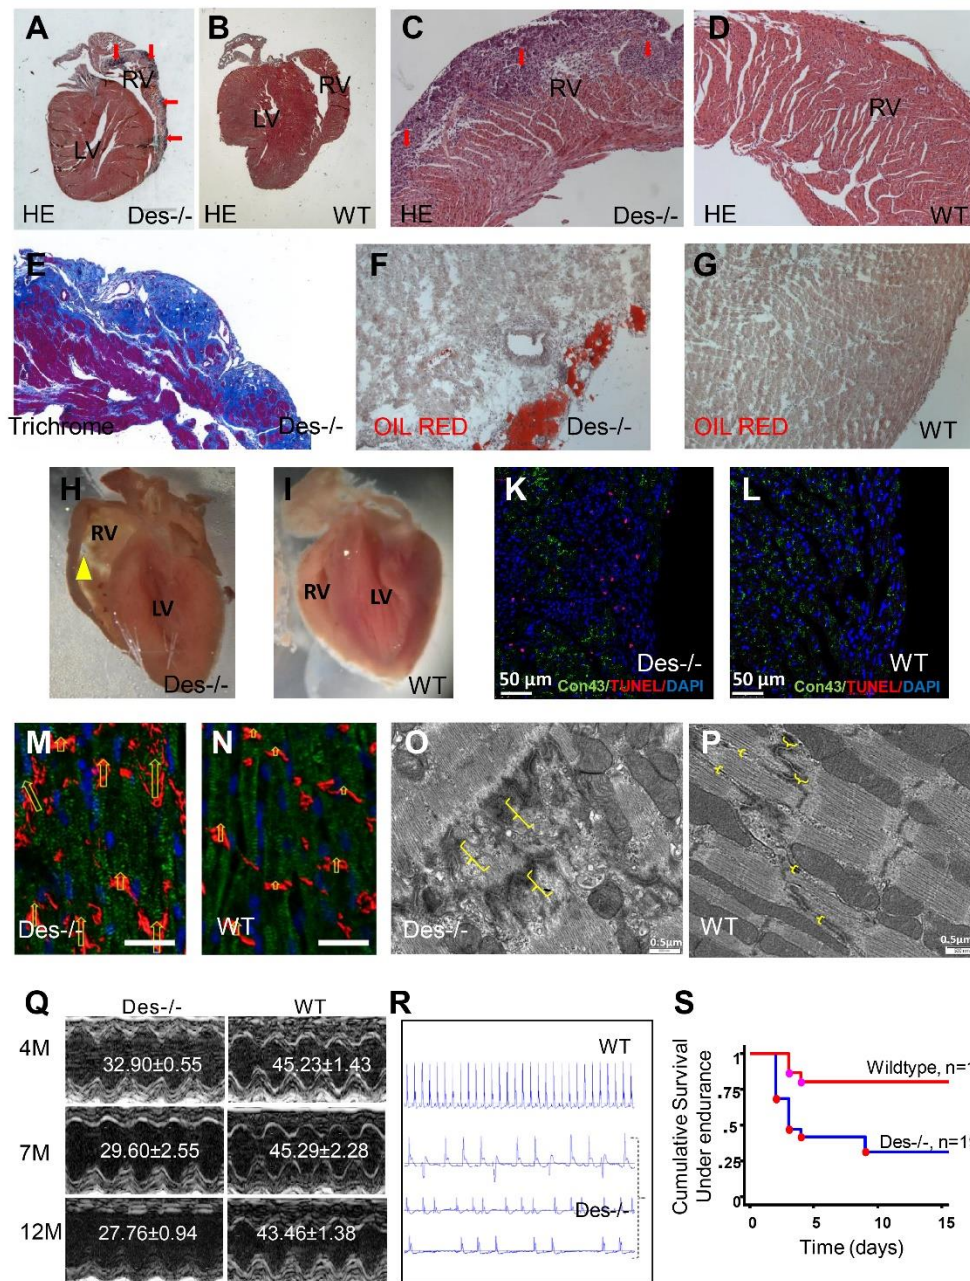 A
B
C
D
RV
RV
RV
RV
LV
LV
HE
Des-/-
HE
WT
HE
Des-/-
HE
WT
E
F
G
Trichrome
Des-/-
OIL RED
Des-/-
OIL RED
WT
H
I
K
L
RV
LV
RV
LV
Des-/-
WT
Des-/-
WT
50 µm
Con43/TUNEL/DAPI
50 µm
Con43/TUNEL/DAPI
M
N
O
P
Des-/-
WT
Des-/-
0.5µm
WT
0.5µm
Q
Des-/-
WT
R
S
4M
32.90±0.55
45.23±1.43
7M
29.60±2.55
45.29±2.28
12M
27.76±0.94
43.46±1.38
WT
Des-/-
Cumulative Survival
Under endurance
1
.75
.5
.25
0
Wildtype, n=1
Des-/-, n=1
0
5
10
15
Time (days)